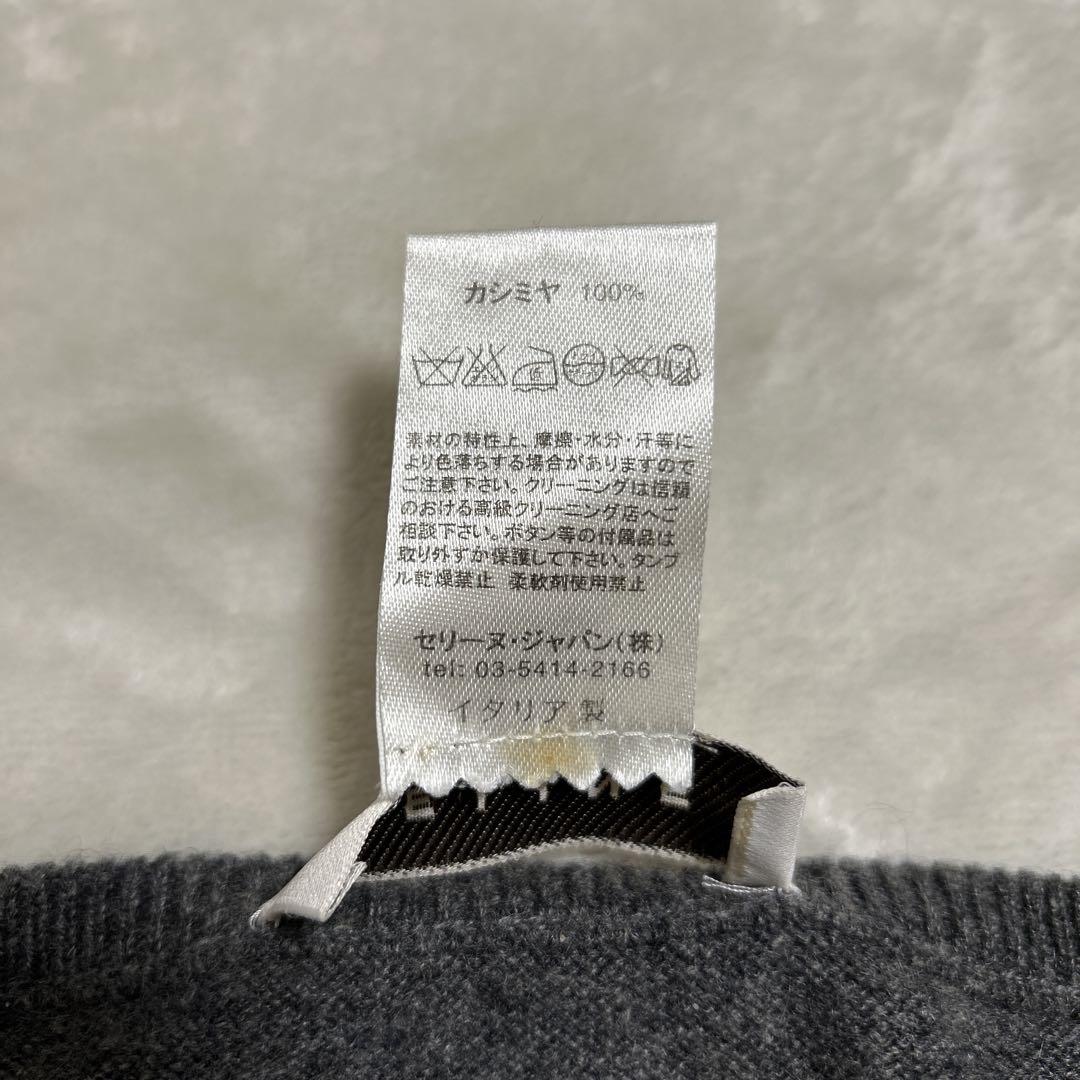 カシミヤ 100%
素材の特性上、摩擦・水分・汗等に
より色落ちする場合がありますので
ご注意下さい。クリーニングは信頼
のおける高級クリーニング店へご
相談下さい。ボタン等の付属品は
取り外すか保護して下さい。タンブ
ル乾燥禁止 柔軟剤使用禁止
セリーヌ・ジャパン(株)
tel: 03-5414-2166
イタリア製